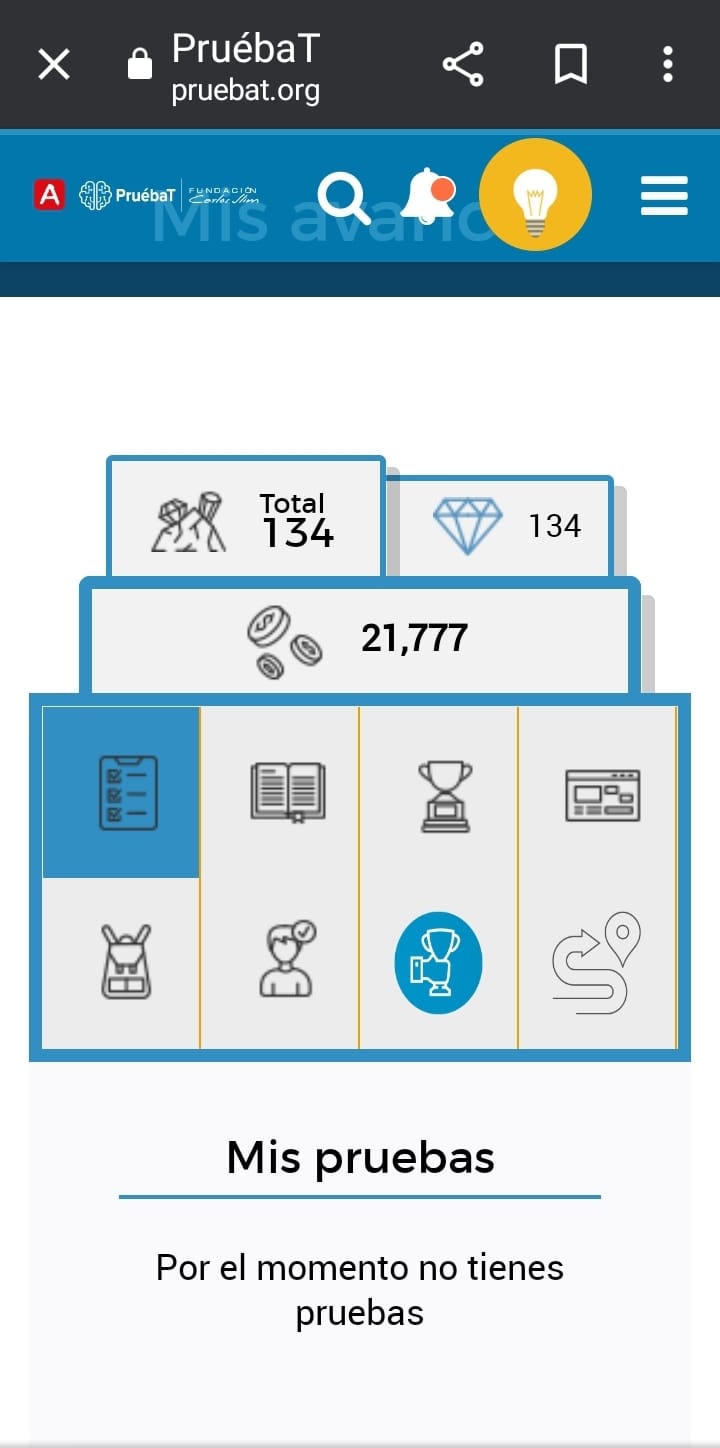 PruébaT
pruebat.org
A
PruébaT
FUNDACIÓN
Carlos Slim
Mis avanc
Total
134
134
21,777
Mis pruebas
Por el momento no tienes
pruebas